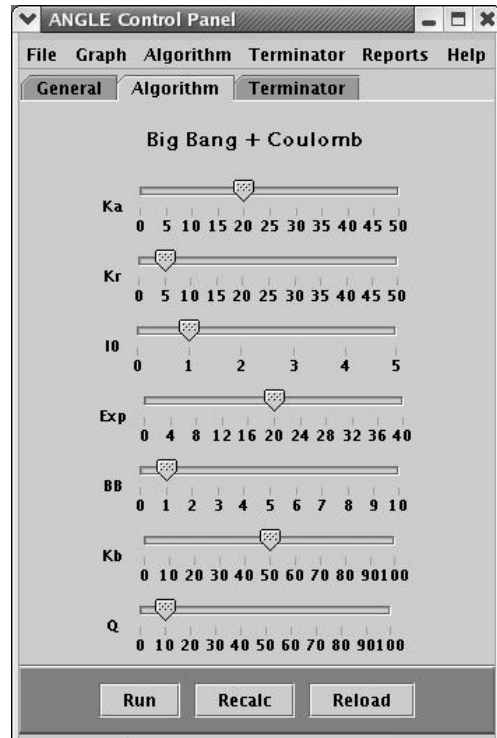 ANGLE Control Panel
File Graph Algorithm Terminator Reports Help
General Algorithm Terminator
Big Bang + Coulomb
Ka
0 5 10 15 20 25 30 35 40 45 50
Kr
0 5 10 15 20 25 30 35 40 45 50
I0
0 1 2 3 4 5
Exp
0 4 8 12 16 20 24 28 32 36 40
BB
0 1 2 3 4 5 6 7 8 9 10
Kb
0 10 20 30 40 50 60 70 80 90 100
Q
0 10 20 30 40 50 60 70 80 90 100
Run Recalc Reload